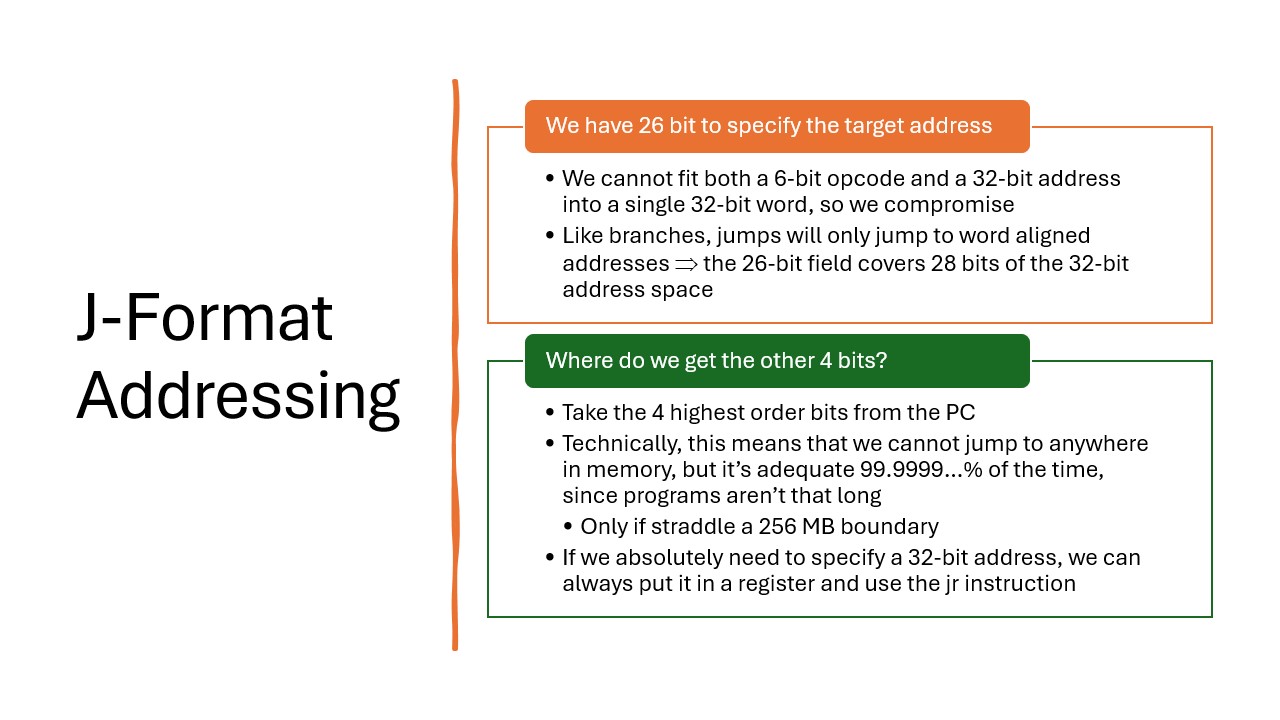 J-Format
Addressing
We have 26 bit to specify the target address
• We cannot fit both a 6-bit opcode and a 32-bit address
into a single 32-bit word, so we compromise
• Like branches, jumps will only jump to word aligned
addresses ⇒ the 26-bit field covers 28 bits of the 32-bit
address space
Where do we get the other 4 bits?
• Take the 4 highest order bits from the PC
• Technically, this means that we cannot jump to anywhere
in memory, but it’s adequate 99.9999…% of the time,
since programs aren’t that long
• Only if straddle a 256 MB boundary
• If we absolutely need to specify a 32-bit address, we can
always put it in a register and use the jr instruction